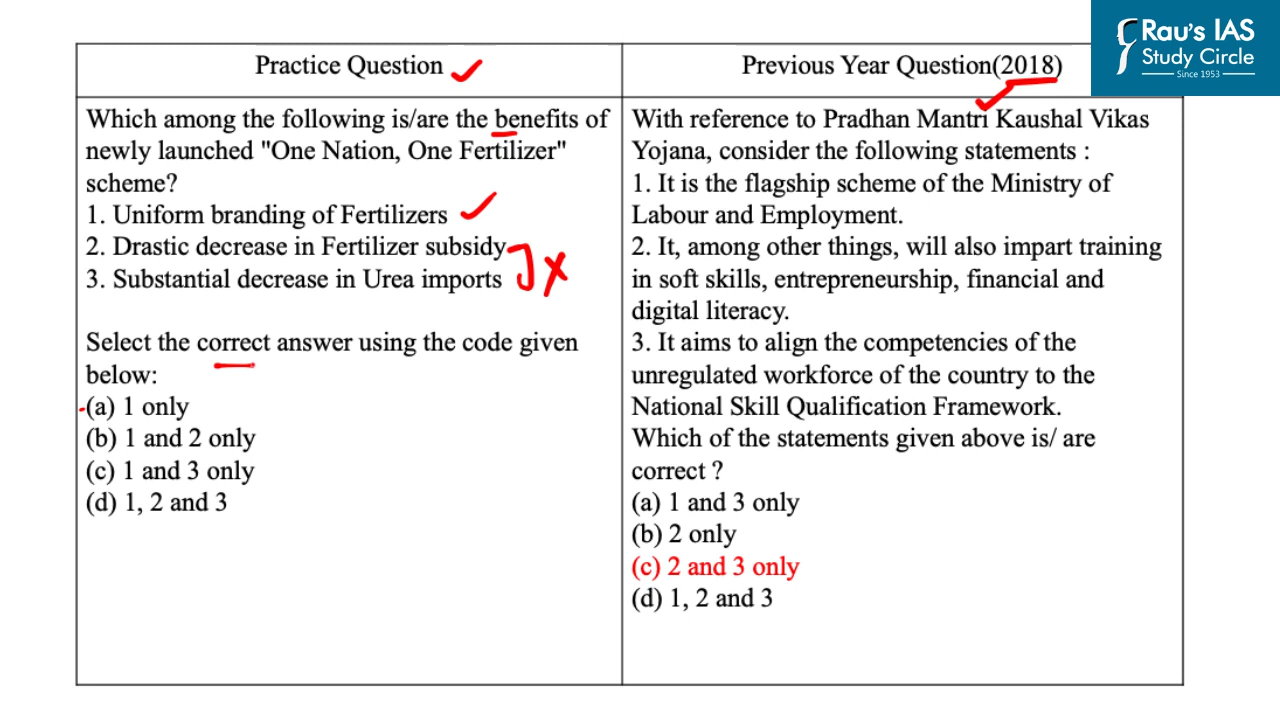 Rau's IAS
Study Circle
Since 1953
Practice Question
Previous Year Question(2018)
Which among the following is/are the benefits of
newly launched "One Nation, One Fertilizer"
scheme?
1. Uniform branding of Fertilizers
2. Drastic decrease in Fertilizer subsidy
3. Substantial decrease in Urea imports
Select the correct answer using the code given
below:
(a) 1 only
(b) 1 and 2 only
(c) 1 and 3 only
(d) 1, 2 and 3
With reference to Pradhan Mantri Kaushal Vikas
Yojana, consider the following statements :
1. It is the flagship scheme of the Ministry of
Labour and Employment.
2. It, among other things, will also impart training
in soft skills, entrepreneurship, financial and
digital literacy.
3. It aims to align the competencies of the
unregulated workforce of the country to the
National Skill Qualification Framework.
Which of the statements given above is/ are
correct ?
(a) 1 and 3 only
(b) 2 only
(c) 2 and 3 only
(d) 1, 2 and 3